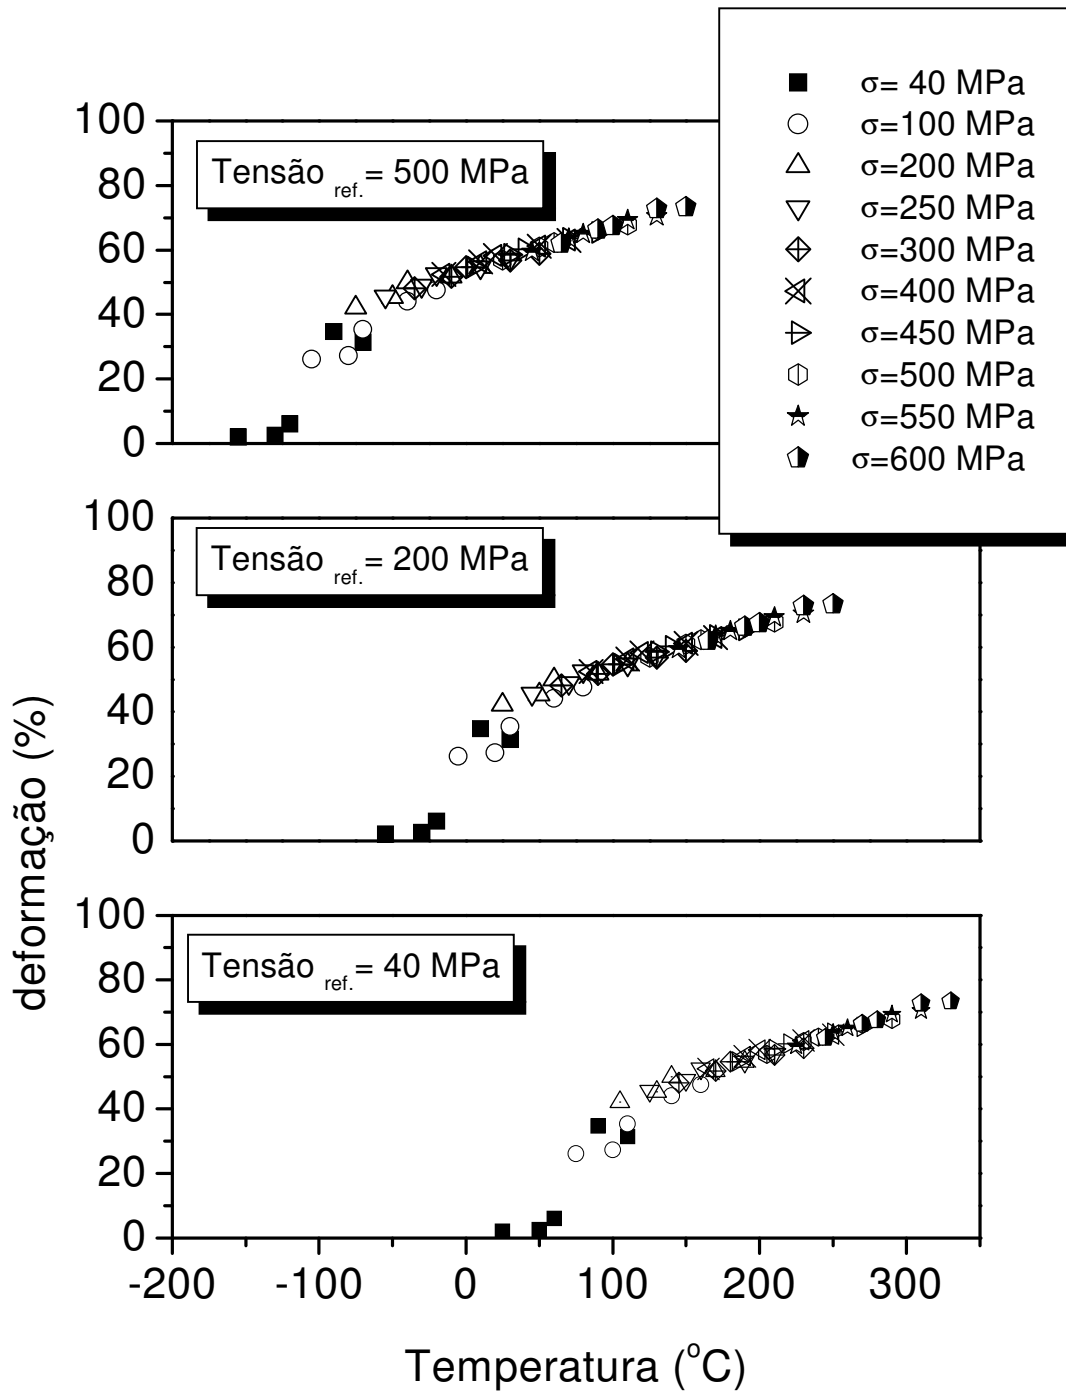 σ= 40 MPa
σ=100 MPa
σ=200 MPa
σ=250 MPa
σ=300 MPa
σ=400 MPa
σ=450 MPa
σ=500 MPa
σ=550 MPa
σ=600 MPa
100
80
60
40
20
0
Tensão ref.= 500 MPa
100
80
60
40
20
0
Tensão ref.= 200 MPa
100
80
60
40
20
0
Tensão ref.= 40 MPa
deformação (%)
-200 -100 0 100 200 300
Temperatura (°C)